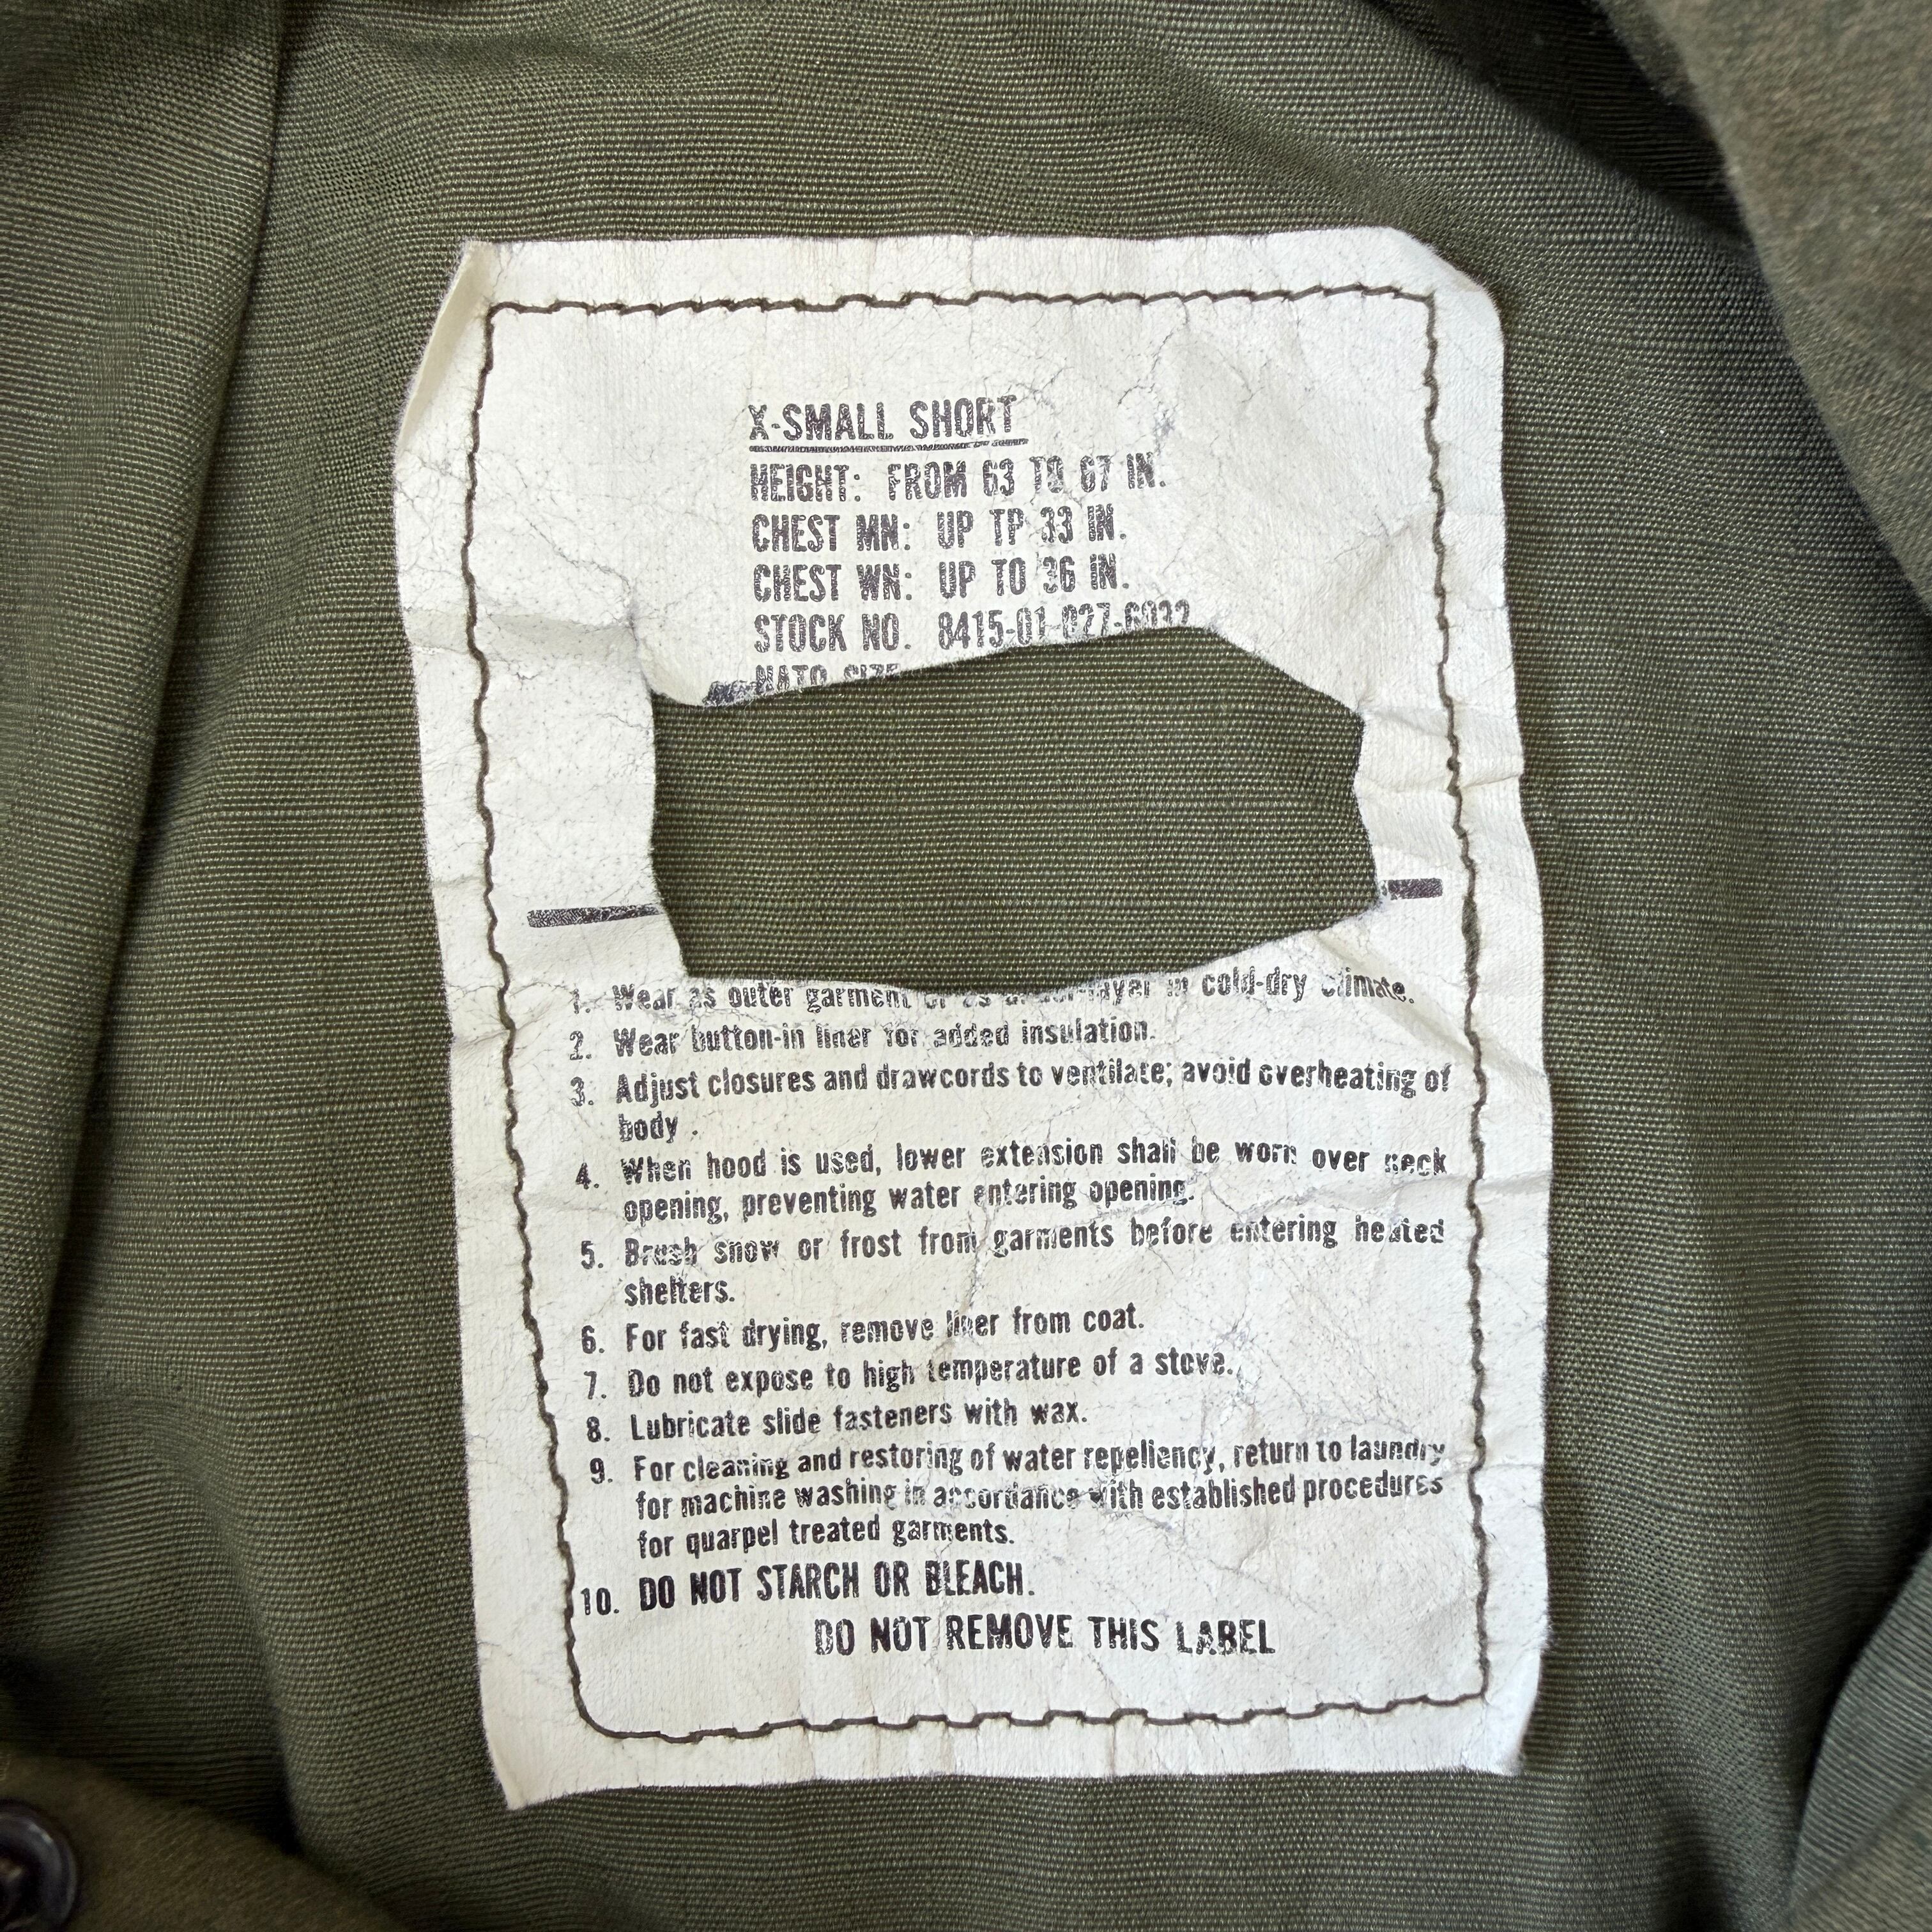 X-SMALL SHORT
HEIGHT: FROM 63 TO 67 IN.
CHEST MN: UP TP 33 IN.
CHEST WN: UP TO 36 IN.
STOCK NO. 8415-01-027-6032
NATO SIZE
1. Wear as outer garment or as under-layer in cold-dry climate.
2. Wear button-in liner for added insulation.
3. Adjust closures and drawcords to ventilate; avoid overheating of
body .
4. When hood is used, lower extension shall be worn over neck
opening, preventing water entering opening.
5. Brush snow or frost from garments before entering heated
shelters.
6. For fast drying, remove liner from coat.
7. Do not expose to high temperature of a stove.
8. Lubricate slide fasteners with wax.
9. For cleaning and restoring of water repellency, return to laundry
for machine washing in accordance with established procedures
for quarpel treated garments.
10. DO NOT STARCH OR BLEACH.
DO NOT REMOVE THIS LABEL